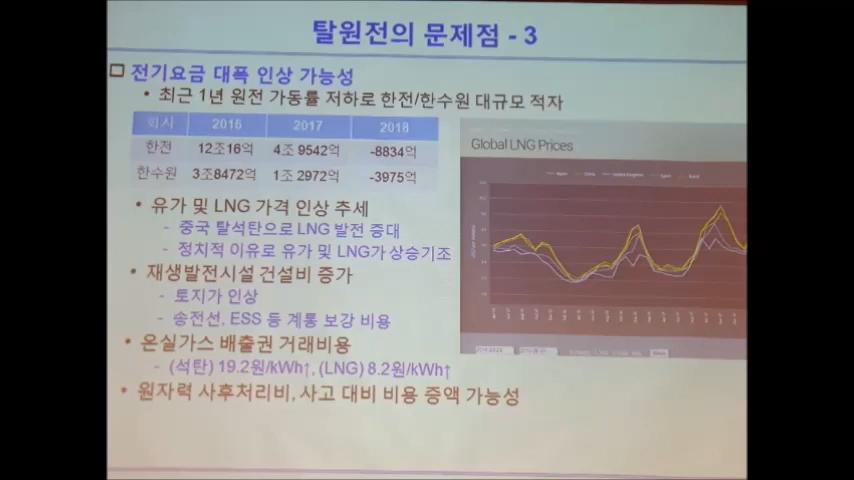 탈원전의 문제점 - 3
전기요금 대폭 인상 가능성
• 최근 1년 원전 가동률 저하로 한전/한수원 대규모 적자
회사 2016 2017 2018
한전 12조16억 4조 9542억 -8834억
한수원 3조8472억 1조 2972억 -3975억
• 유가 및 LNG 가격 인상 추세
- 중국 탈석탄으로 LNG 발전 증대
- 정치적 이유로 유가 및 LNG가 상승기조
• 재생발전시설 건설비 증가
- 토지가 인상
- 송전선, ESS 등 계통 보강 비용
• 온실가스 배출권 거래비용
- (석탄) 19.2원/kWh↑, (LNG) 8.2원/kWh↑
• 원자력 사후처리비, 사고 대비 비용 증액 가능성
Global LNG Prices